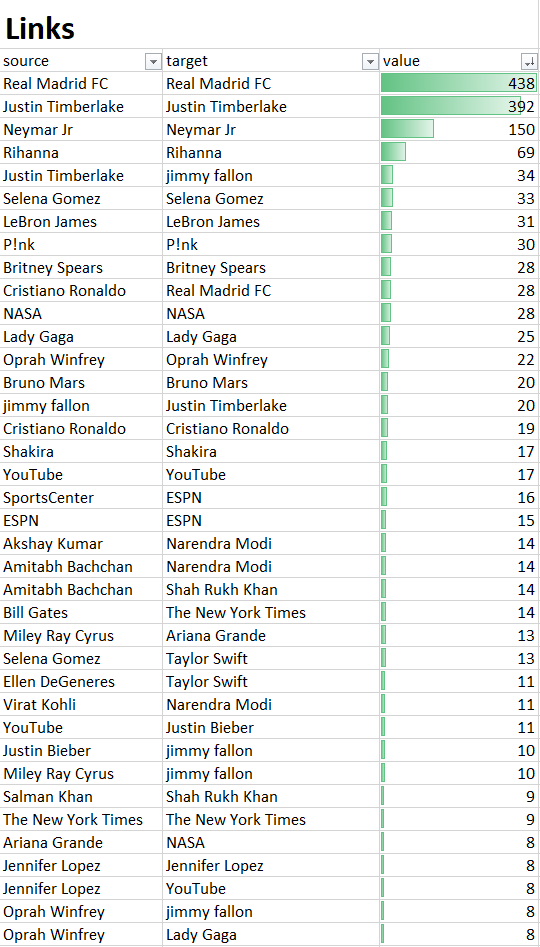 Links
source target value
Real Madrid FC Real Madrid FC 438
Justin Timberlake Justin Timberlake 392
Neymar Jr Neymar Jr 150
Rihanna Rihanna 69
Justin Timberlake jimmy fallon 34
Selena Gomez Selena Gomez 33
LeBron James LeBron James 31
P!nk P!nk 30
Britney Spears Britney Spears 28
Cristiano Ronaldo Real Madrid FC 28
NASA NASA 28
Lady Gaga Lady Gaga 25
Oprah Winfrey Oprah Winfrey 22
Bruno Mars Bruno Mars 20
jimmy fallon Justin Timberlake 20
Cristiano Ronaldo Cristiano Ronaldo 19
Shakira Shakira 17
YouTube YouTube 17
SportsCenter ESPN 16
ESPN ESPN 15
Akshay Kumar Narendra Modi 14
Amitabh Bachchan Narendra Modi 14
Amitabh Bachchan Shah Rukh Khan 14
Bill Gates The New York Times 14
Miley Ray Cyrus Ariana Grande 13
Selena Gomez Taylor Swift 13
Ellen DeGeneres Taylor Swift 11
Virat Kohli Narendra Modi 11
YouTube Justin Bieber 11
Justin Bieber jimmy fallon 10
Miley Ray Cyrus jimmy fallon 10
Salman Khan Shah Rukh Khan 9
The New York Times The New York Times 9
Ariana Grande NASA 8
Jennifer Lopez Jennifer Lopez 8
Jennifer Lopez YouTube 8
Oprah Winfrey jimmy fallon 8
Oprah Winfrey Lady Gaga 8